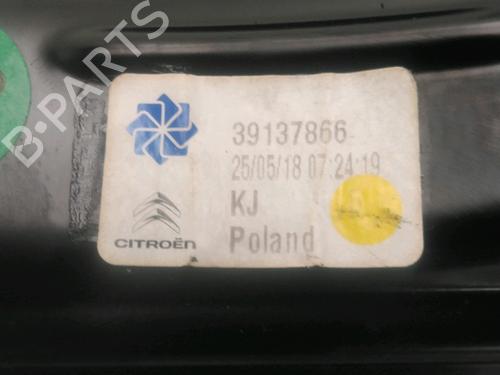 B-PARTS
39137866
25/05/18 07:24:19
KJ
Poland
CITROËN